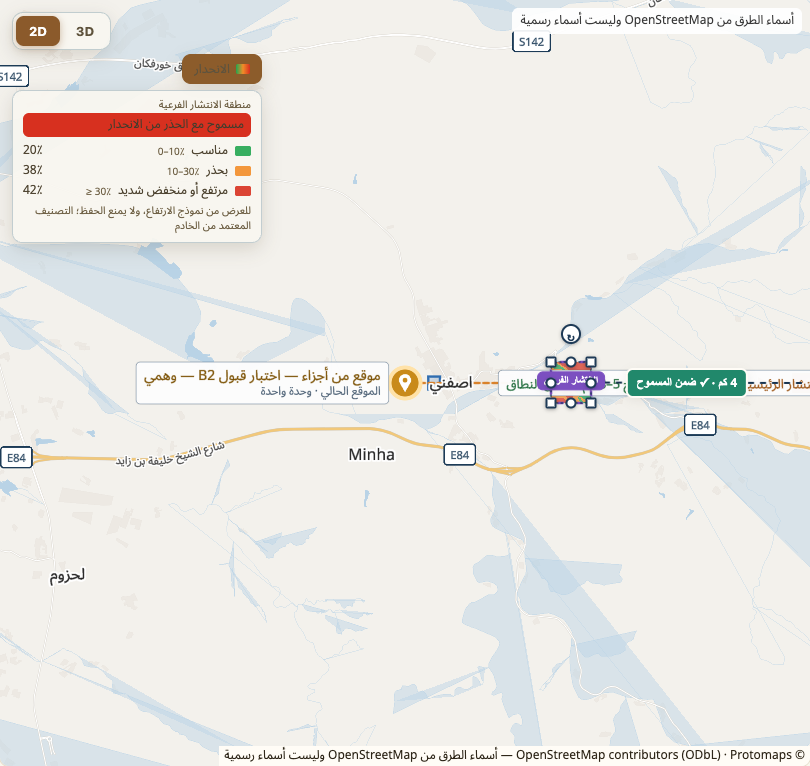 أسماء الطرق من OpenStreetMap وليست أسماء رسمية
2D
3D
S142
S142
خورفكان
الانحدار
منطقة الانتشار الفرعية
مسموح مع الحذر من الانحدار
مناسب 0–10٪ 20٪
بحذر 10–30٪ 38٪
مرتفع أو منخفض شديد ≥ 30٪ 42٪
للعرض من نموذج الارتفاع، ولا يمنع الحفظ؛ التصنيف
المعتمد من الخادم
موقع من أجزاء — اختبار قبول B2 — وهمي
الموقع الحالي · وحدة واحدة
اصفني
4 كم · ✓ ضمن المسموح
E84
شارع الشيخ خليفة بن زايد
E84
Minha
E84
لحزوم
© OpenStreetMap contributors (ODbL) · Protomaps — أسماء الطرق من OpenStreetMap وليست أسماء رسمية